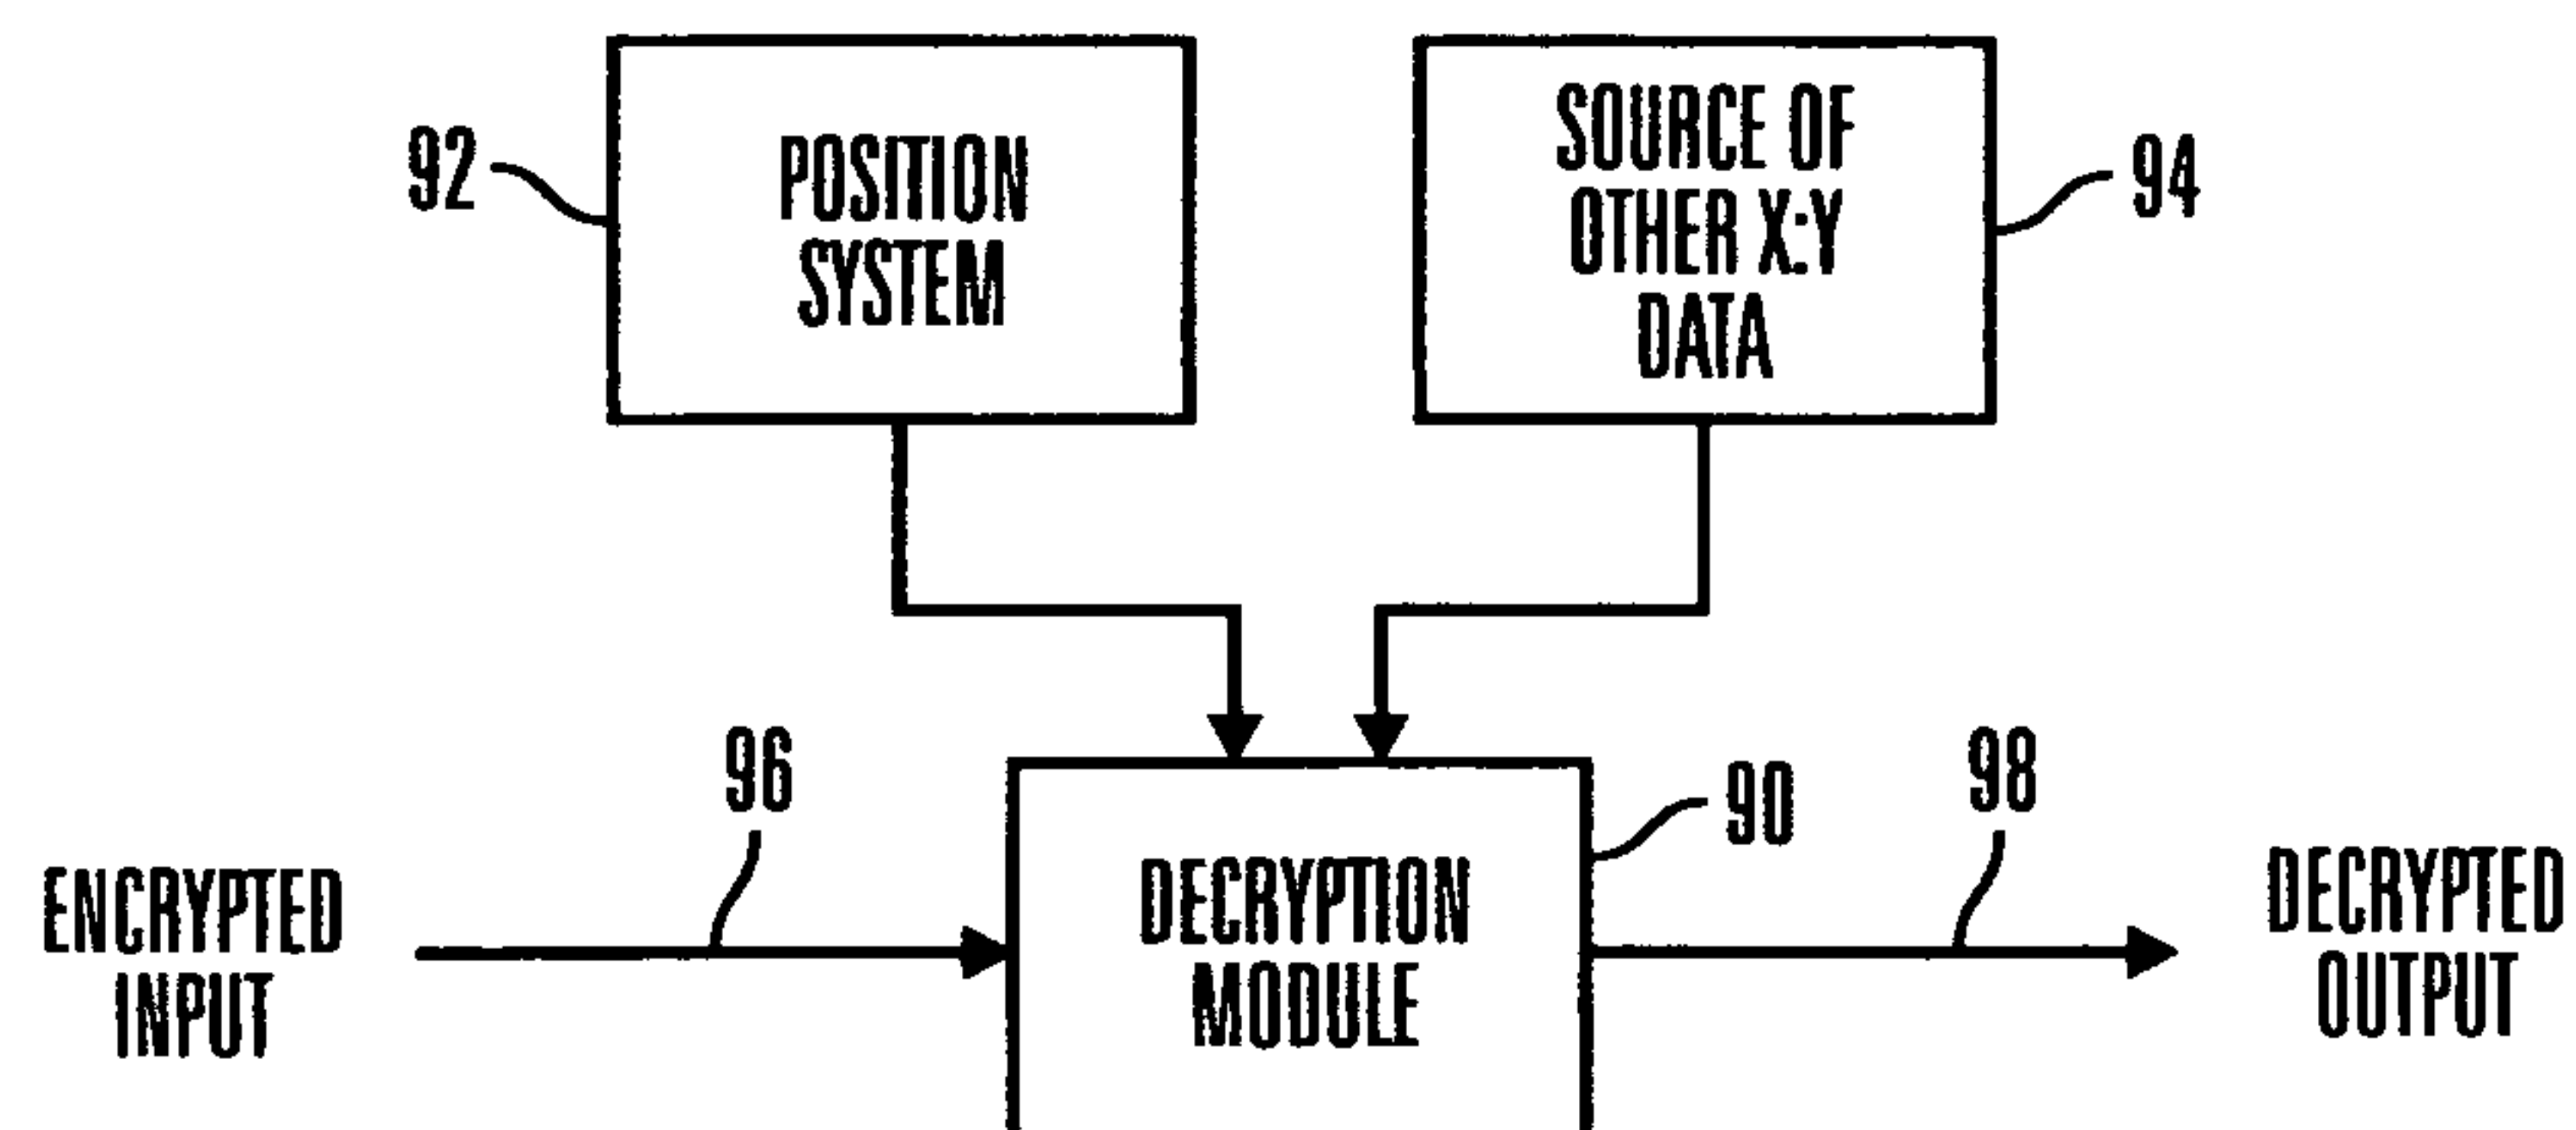 92
POSITION
SYSTEM
SOURCE OF
OTHER X:Y
DATA
94
96
90
98
ENCRYPTED
INPUT
DECRYPTION
MODULE
DECRYPTED
OUTPUT